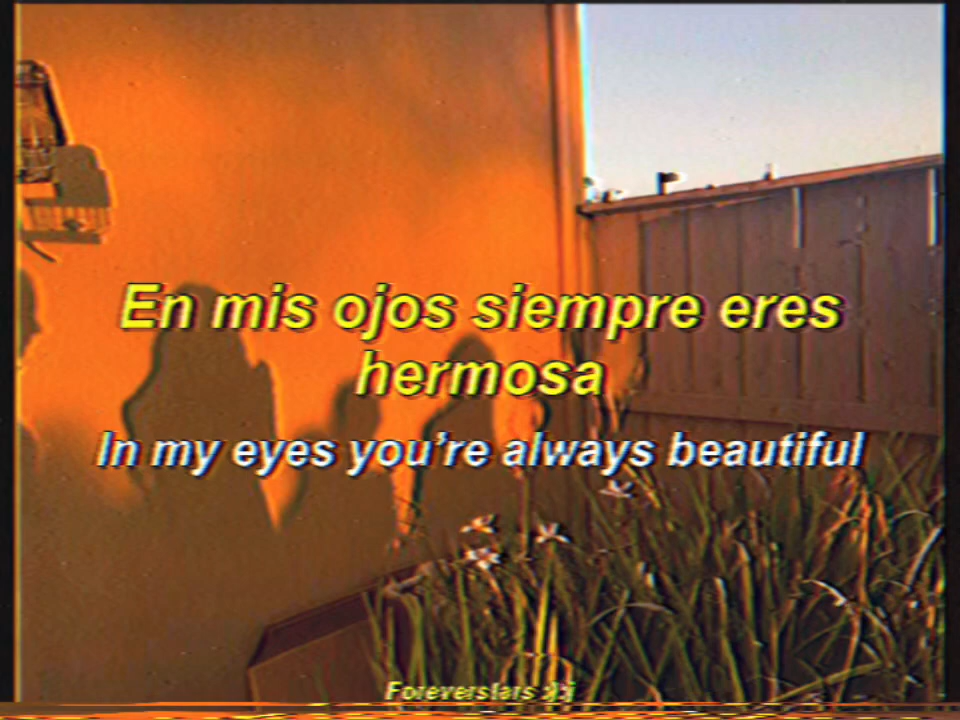 En mis ojos siempre eres
hermosa
In my eyes you're always beautiful